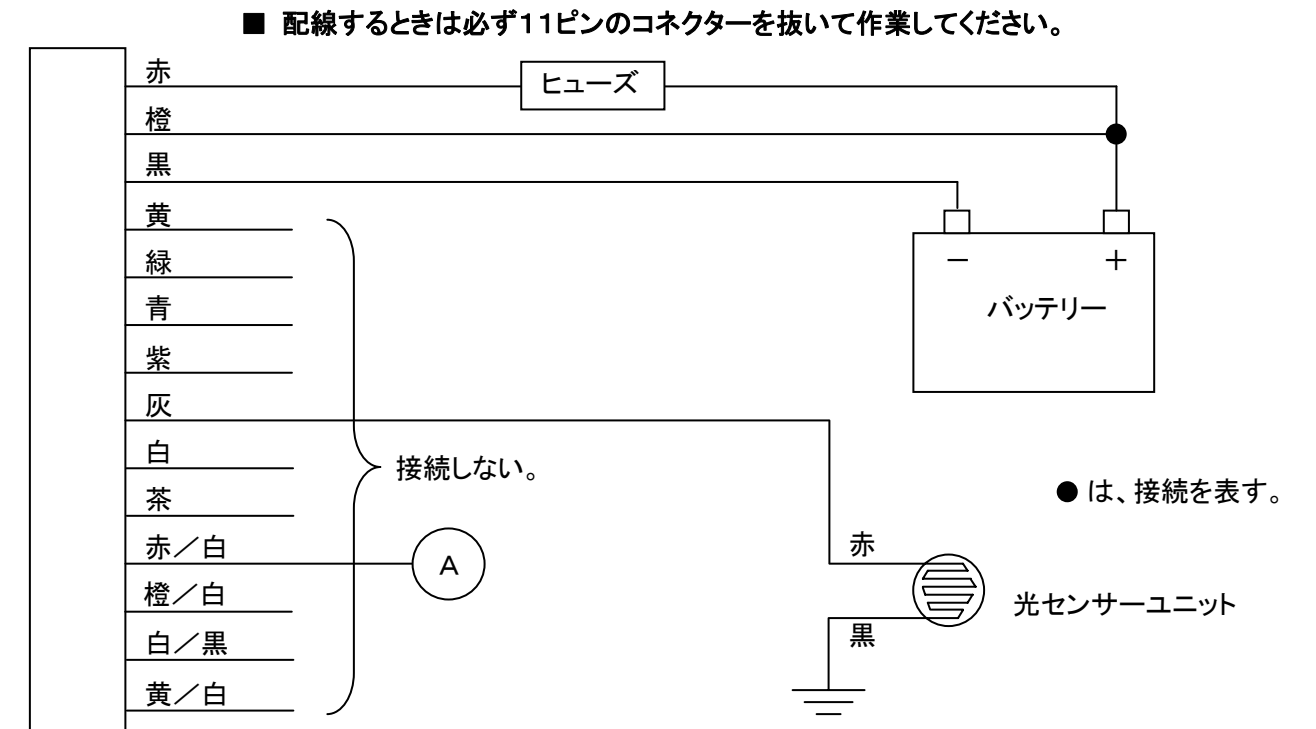 ■ 配線するときは必ず11ピンのコネクターを抜いて作業してください。
赤
ヒューズ
橙
黒
黄
緑
青
紫
灰
白
茶
赤/白
橙/白
白/黒
黄/白
接続しない。
A
- +
バッテリー
● は、接続を表す。
赤
光センサーユニット
黒